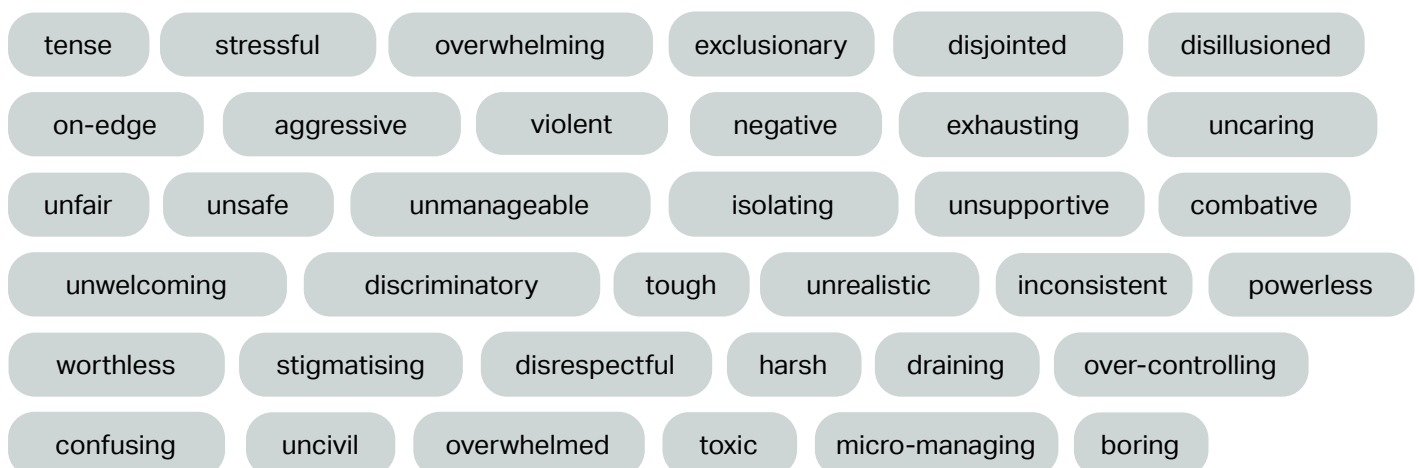 tense stressful overwhelming exclusionary disjointed disillusioned
on-edge aggressive violent negative exhausting uncaring
unfair unsafe unmanageable isolating unsupportive combative
unwelcoming discriminatory tough unrealistic inconsistent powerless
worthless stigmatising disrespectful harsh draining over-controlling
confusing uncivil overwhelmed toxic micro-managing boring